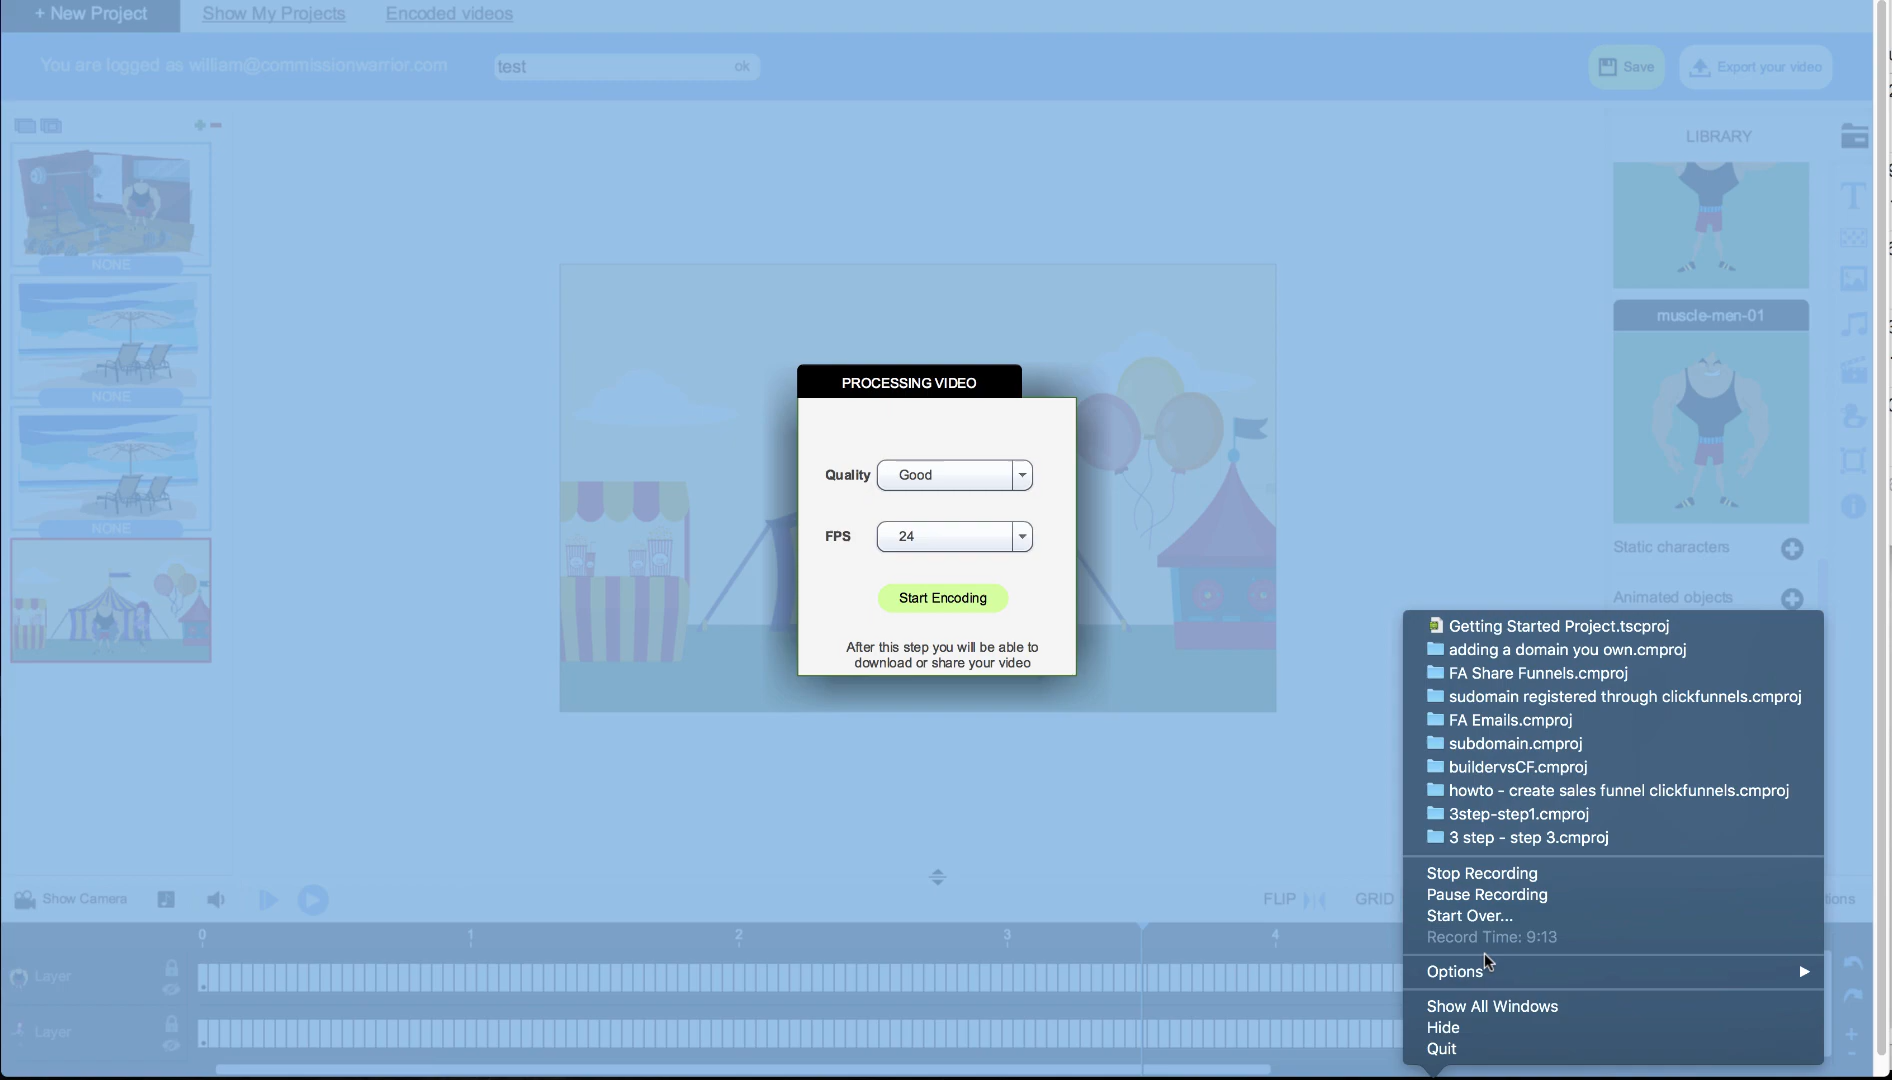 + New Project
Show My Projects
Encoded videos
You are logged as william@commissionwarrior.com
test
ok
Save
Export your video
NONE
NONE
NONE
LIBRARY
muscle-men-01
Static characters
Animated objects
PROCESSING VIDEO
Quality
Good
FPS
24
Start Encoding
After this step you will be able to
download or share your video
Getting Started Project.tscproj
adding a domain you own.cmproj
FA Share Funnels.cmproj
sudomain registered through clickfunnels.cmproj
FA Emails.cmproj
subdomain.cmproj
buildervsCF.cmproj
howto - create sales funnel clickfunnels.cmproj
3step-step1.cmproj
3 step - step 3.cmproj
Stop Recording
Pause Recording
Start Over...
Record Time: 9:13
Options
Show All Windows
Hide
Quit
Show Camera
FLIP
GRID
0 1 2 3 4
Layer
Layer